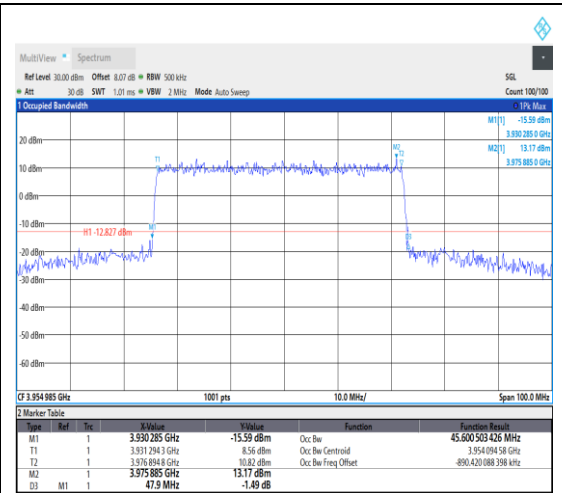 MultiView Spectrum
Ref Level 30.00 dBm Offset 8.07 dB RBW 500 kHz SGL
Att 30 dB SWT 1.01 ms VBW 2 MHz Mode Auto Sweep Count 100/100
1 Occupied Bandwidth 1Pk Max
M1[1] -15.59 dBm
3.930 285 0 GHz
M2[1] 13.17 dBm
3.975 885 0 GHz
M2
T2
T1
20 dBm
10 dBm
0 dBm
-10 dBm
H1 -12.827 dBm
M1
D3
-20 dBm
-30 dBm
-40 dBm
-50 dBm
-60 dBm
CF 3.954 985 GHz 1001 pts 10.0 MHz/ Span 100.0 MHz
2 Marker Table
Type Ref Trc X-Value Y-Value Function Function Result
M1 1 3.930 285 GHz -15.59 dBm Occ Bw 45.600 503 426 MHz
T1 1 3.931 294 3 GHz 8.56 dBm Occ Bw Centroid 3.954 094 58 GHz
T2 1 3.976 894 8 GHz 10.82 dBm Occ Bw Freq Offset -890.420 088 398 kHz
M2 1 3.975 885 GHz 13.17 dBm
D3 M1 1 47.9 MHz -1.49 dB